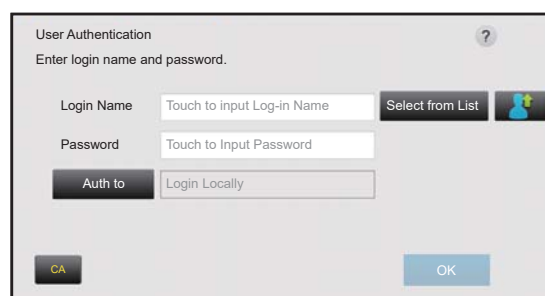 User Authentication
?
Enter login name and password.
Login Name Touch to input Log-in Name Select from List
Password Touch to Input Password
Auth to Login Locally
CA OK